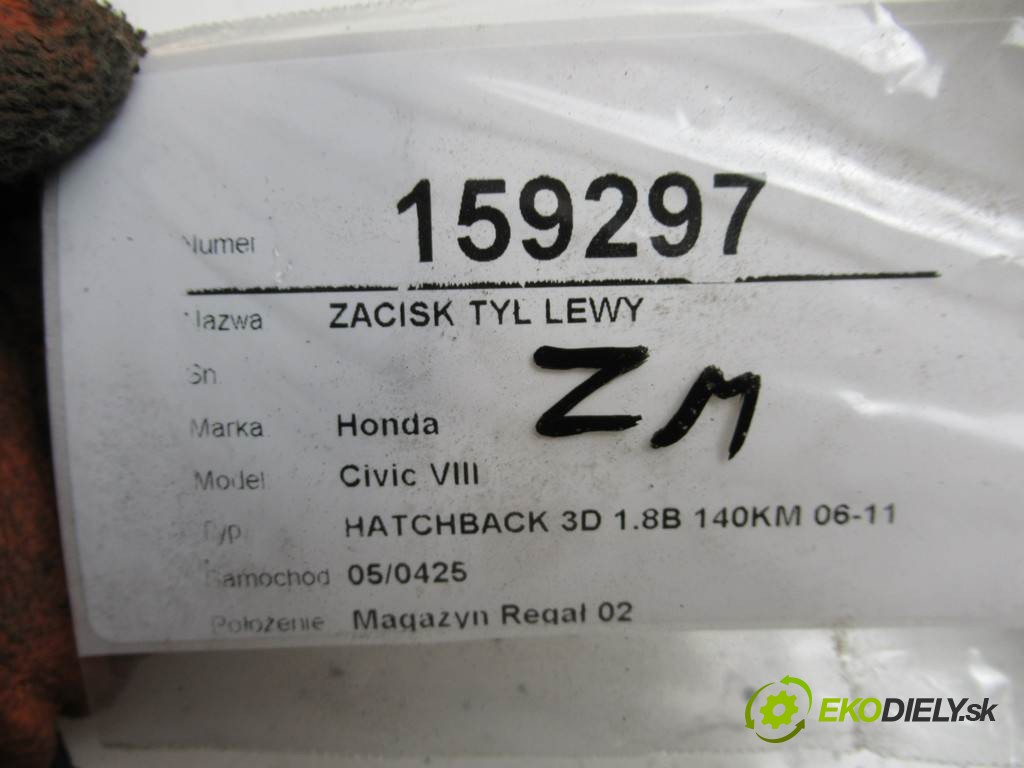 Numer 159297
Nazwa ZACISK TYŁ LEWY
Sn.
ZM
Marka Honda
Model Civic VIII
Typ HATCHBACK 3D 1.8B 140KM 06-11
Samochód 05/0425
Położenie Magazyn Regał 02
EKODIELY.sk